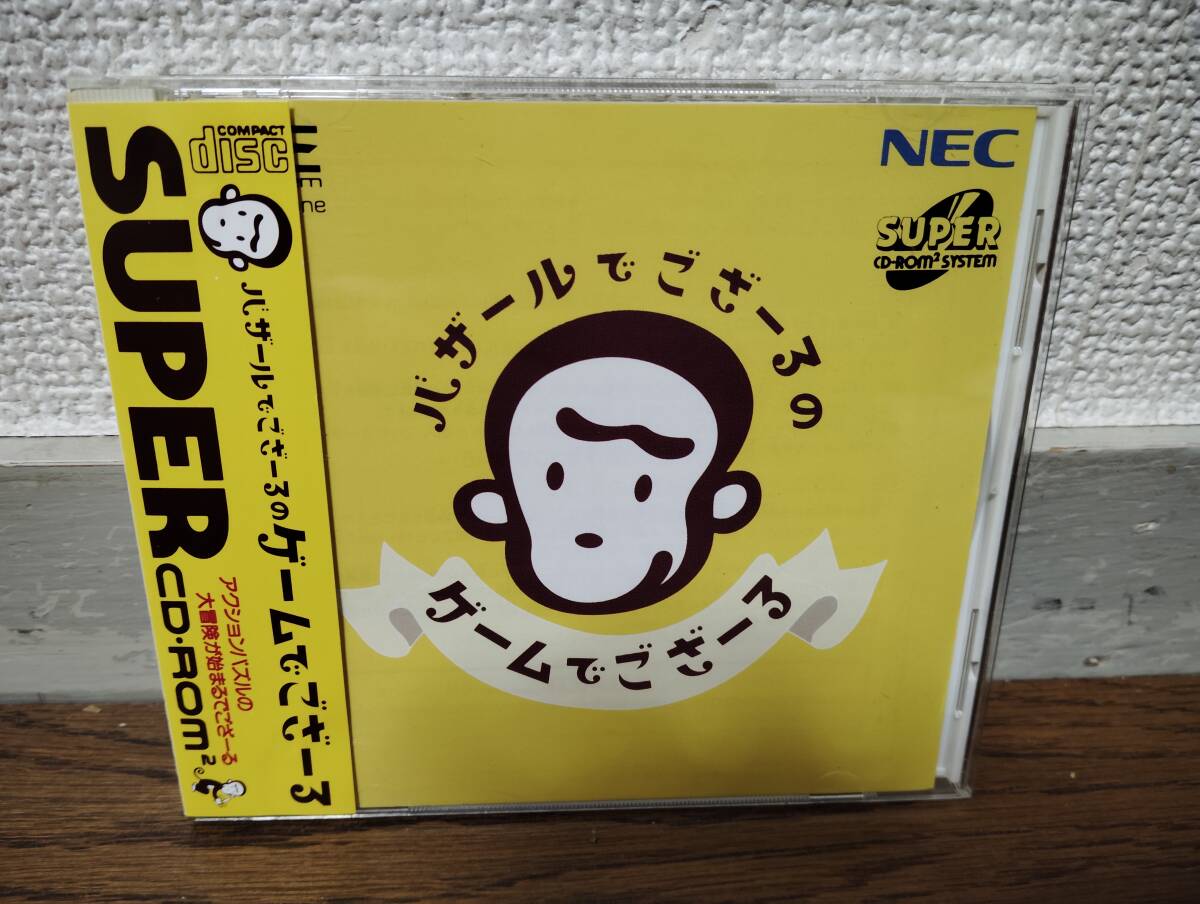 COMPACT
disc
SUPER CD-ROM²
バザールでござーるのゲームでござーる
アクションパズルの
大冒険が始まるでござーる
NEC
SUPER
CD-ROM² SYSTEM
バザールでござーるの
ゲームでござーる